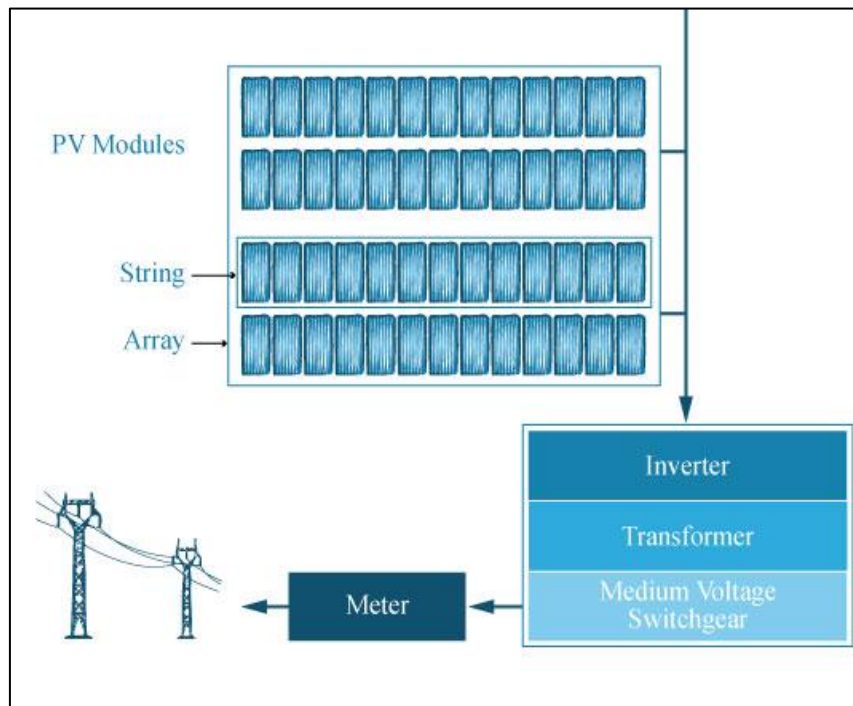 PV Modules
String
Array
Inverter
Transformer
Medium Voltage
Switchgear
Meter